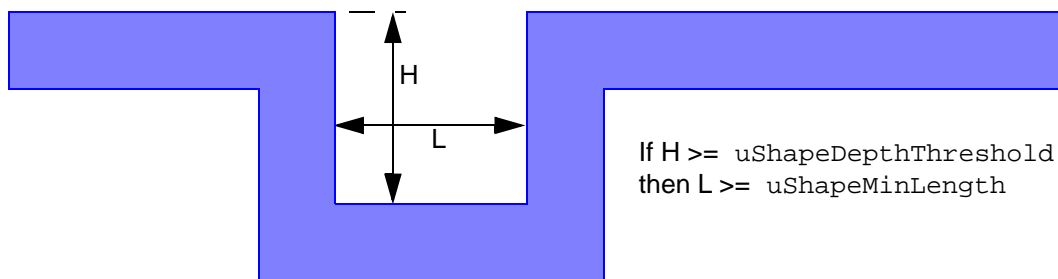 H
L
If H >= uShapeDepthThreshold
then L >= uShapeMinLength